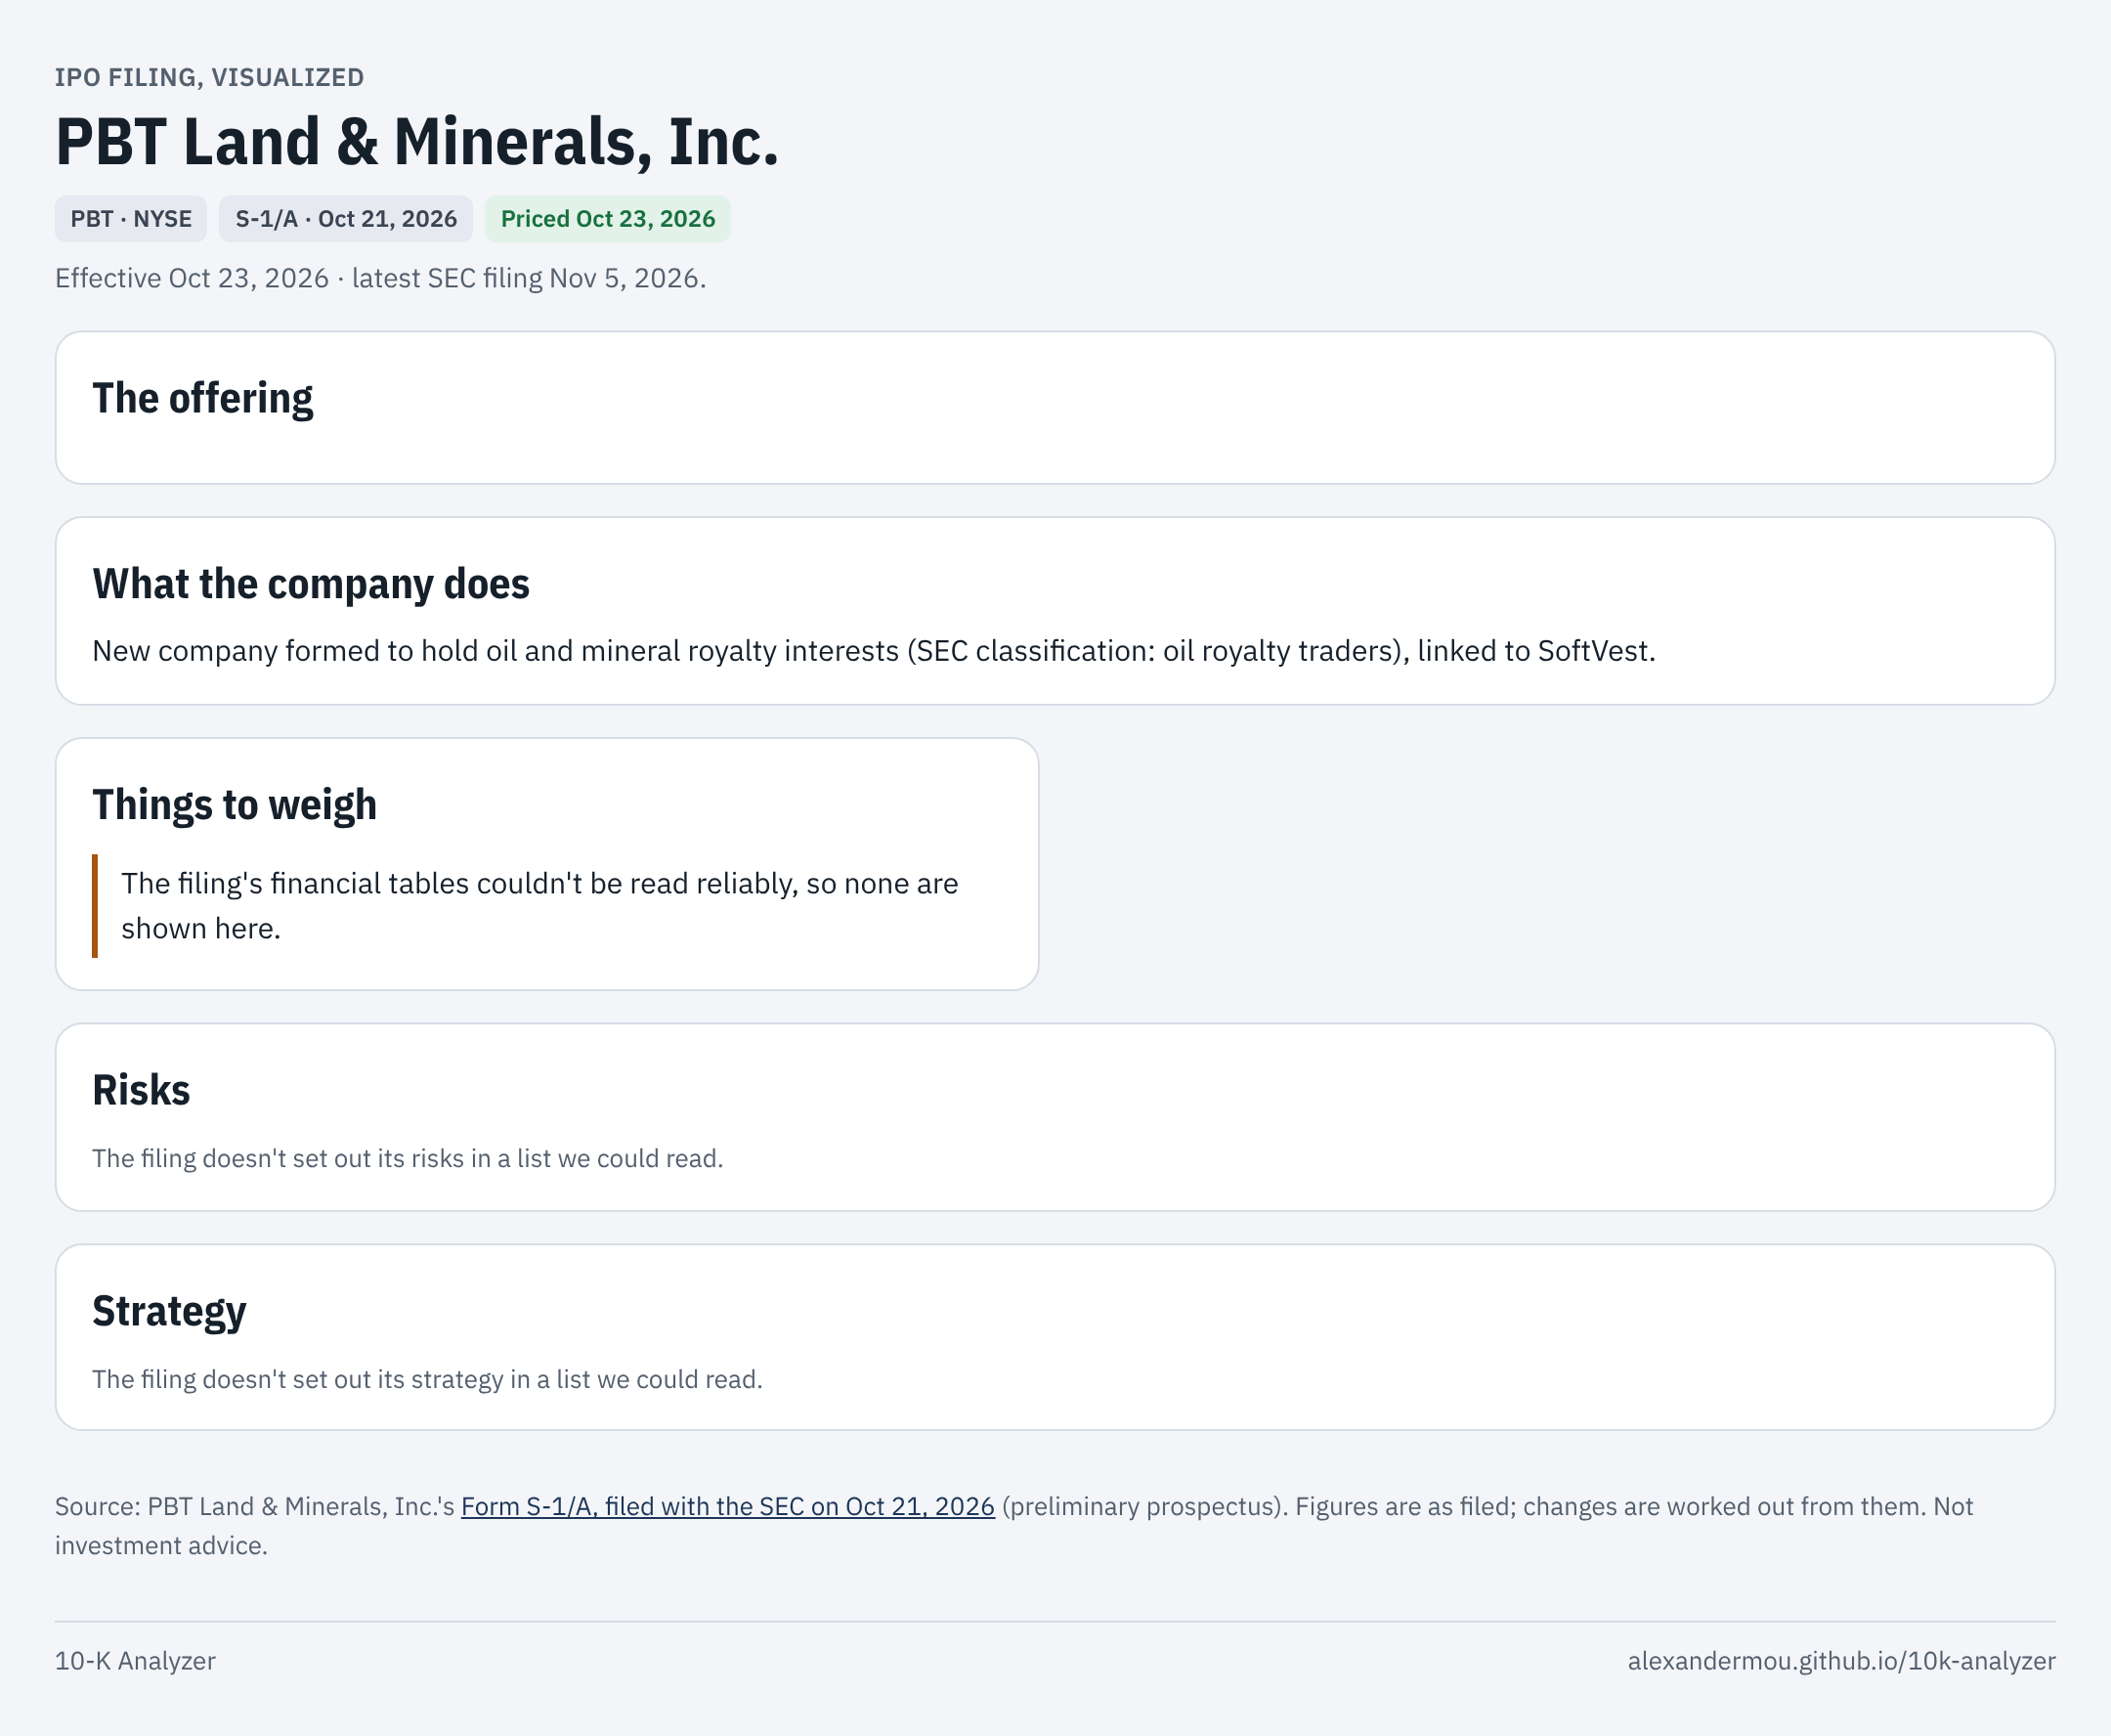 IPO FILING, VISUALIZED
PBT Land & Minerals, Inc.
PBT · NYSE S-1/A · Oct 21, 2026 Priced Oct 23, 2026
Effective Oct 23, 2026 · latest SEC filing Nov 5, 2026.
The offering
What the company does
New company formed to hold oil and mineral royalty interests (SEC classification: oil royalty traders), linked to SoftVest.
Things to weigh
The filing's financial tables couldn't be read reliably, so none are
shown here.
Risks
The filing doesn't set out its risks in a list we could read.
Strategy
The filing doesn't set out its strategy in a list we could read.
Source: PBT Land & Minerals, Inc.'s Form S-1/A, filed with the SEC on Oct 21, 2026 (preliminary prospectus). Figures are as filed; changes are worked out from them. Not
investment advice.
10-K Analyzer
alexandermou.github.io/10k-analyzer